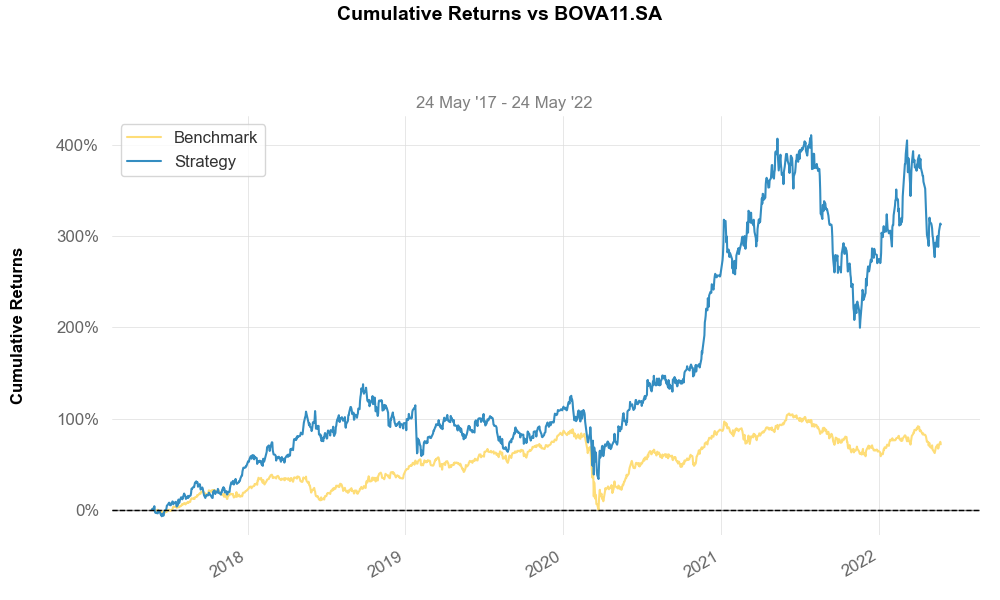 Cumulative Returns vs BOVA11.SA
24 May '17 - 24 May '22
Benchmark
Strategy
Cumulative Returns
400%
300%
200%
100%
0%
2018
2019
2020
2021
2022